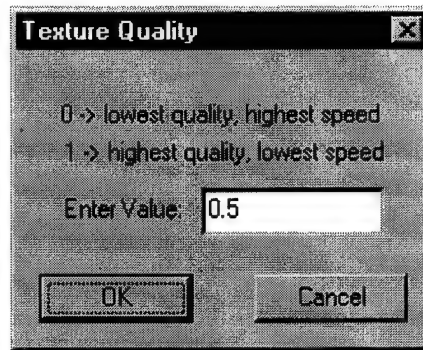 Texture Quality
0 -> lowest quality, highest speed
1 -> highest quality, lowest speed
Enter Value: 0.5
OK Cancel